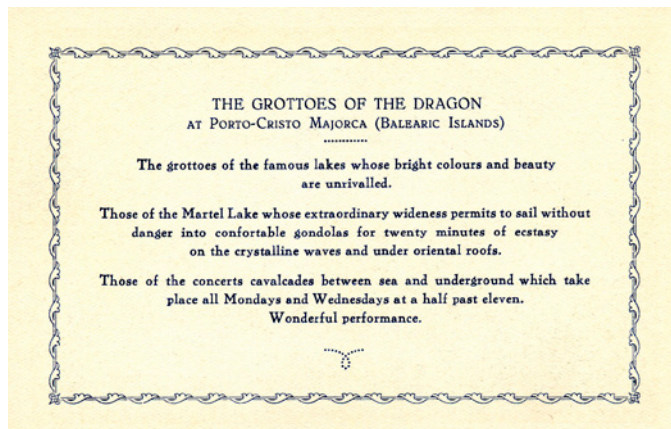 THE GROTTOES OF THE DRAGON
AT PORTO-CRISTO MAJORCA (BALEARIC ISLANDS)
The grottoes of the famous lakes whose bright colours and beauty
are unrivalled.
Those of the Martel Lake whose extraordinary wideness permits to sail without
danger into confortable gondolas for twenty minutes of ecstasy
on the crystalline waves and under oriental roofs.
Those of the concerts cavalcades between sea and underground which take
place all Mondays and Wednesdays at a half past eleven.
Wonderful performance.